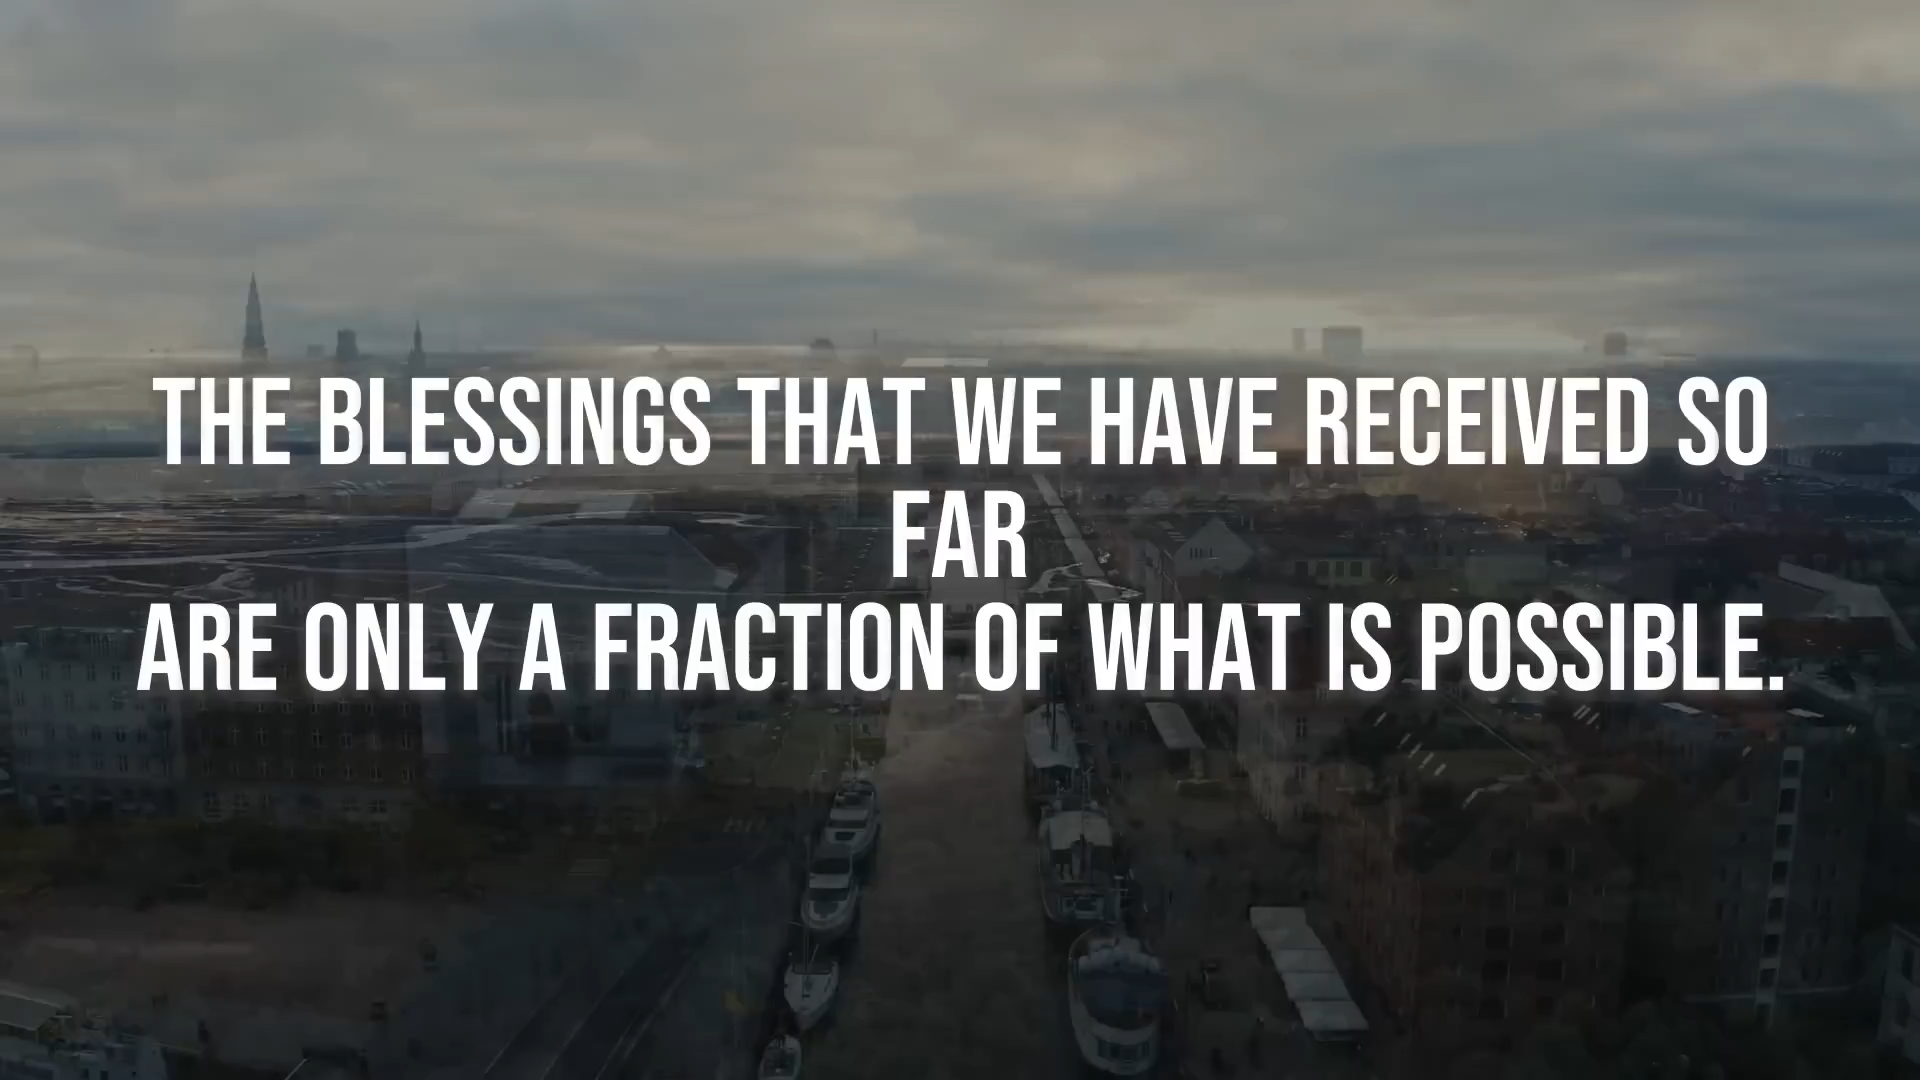 THE BLESSINGS THAT WE HAVE RECEIVED SO
FAR
ARE ONLY A FRACTION OF WHAT IS POSSIBLE.